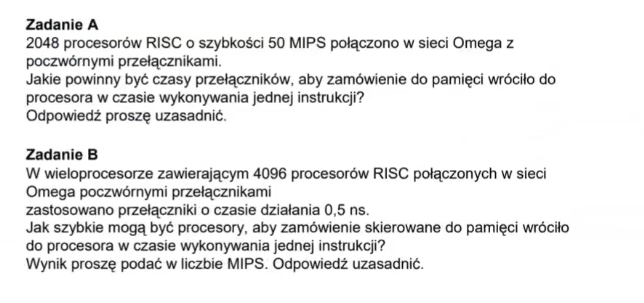 Zadanie A
2048 procesorów RISC o szybkości 50 MIPS połączono w sieci Omega z
poczwórnymi przełącznikami.
Jakie powinny być czasy przełączników, aby zamówienie do pamięci wróciło do
procesora w czasie wykonywania jednej instrukcji?
Odpowiedź proszę uzasadnić.
Zadanie B
W wieloprocesorze zawierającym 4096 procesorów RISC połączonych w sieci
Omega poczwórnymi przełącznikami
zastosowano przełączniki o czasie działania 0,5 ns.
Jak szybkie mogą być procesory, aby zamówienie skierowane do pamięci wróciło
do procesora w czasie wykonywania jednej instrukcji?
Wynik proszę podać w liczbie MIPS. Odpowiedź uzasadnić.